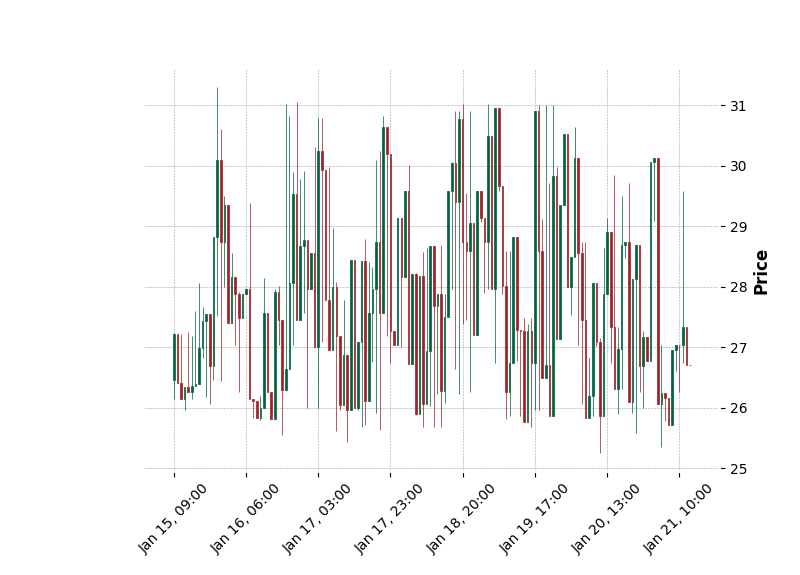 31
30
29
28
27
26
25
Price
Jan 15, 09:00
Jan 16, 06:00
Jan 17, 03:00
Jan 17, 23:00
Jan 18, 20:00
Jan 19, 17:00
Jan 20, 13:00
Jan 21, 10:00